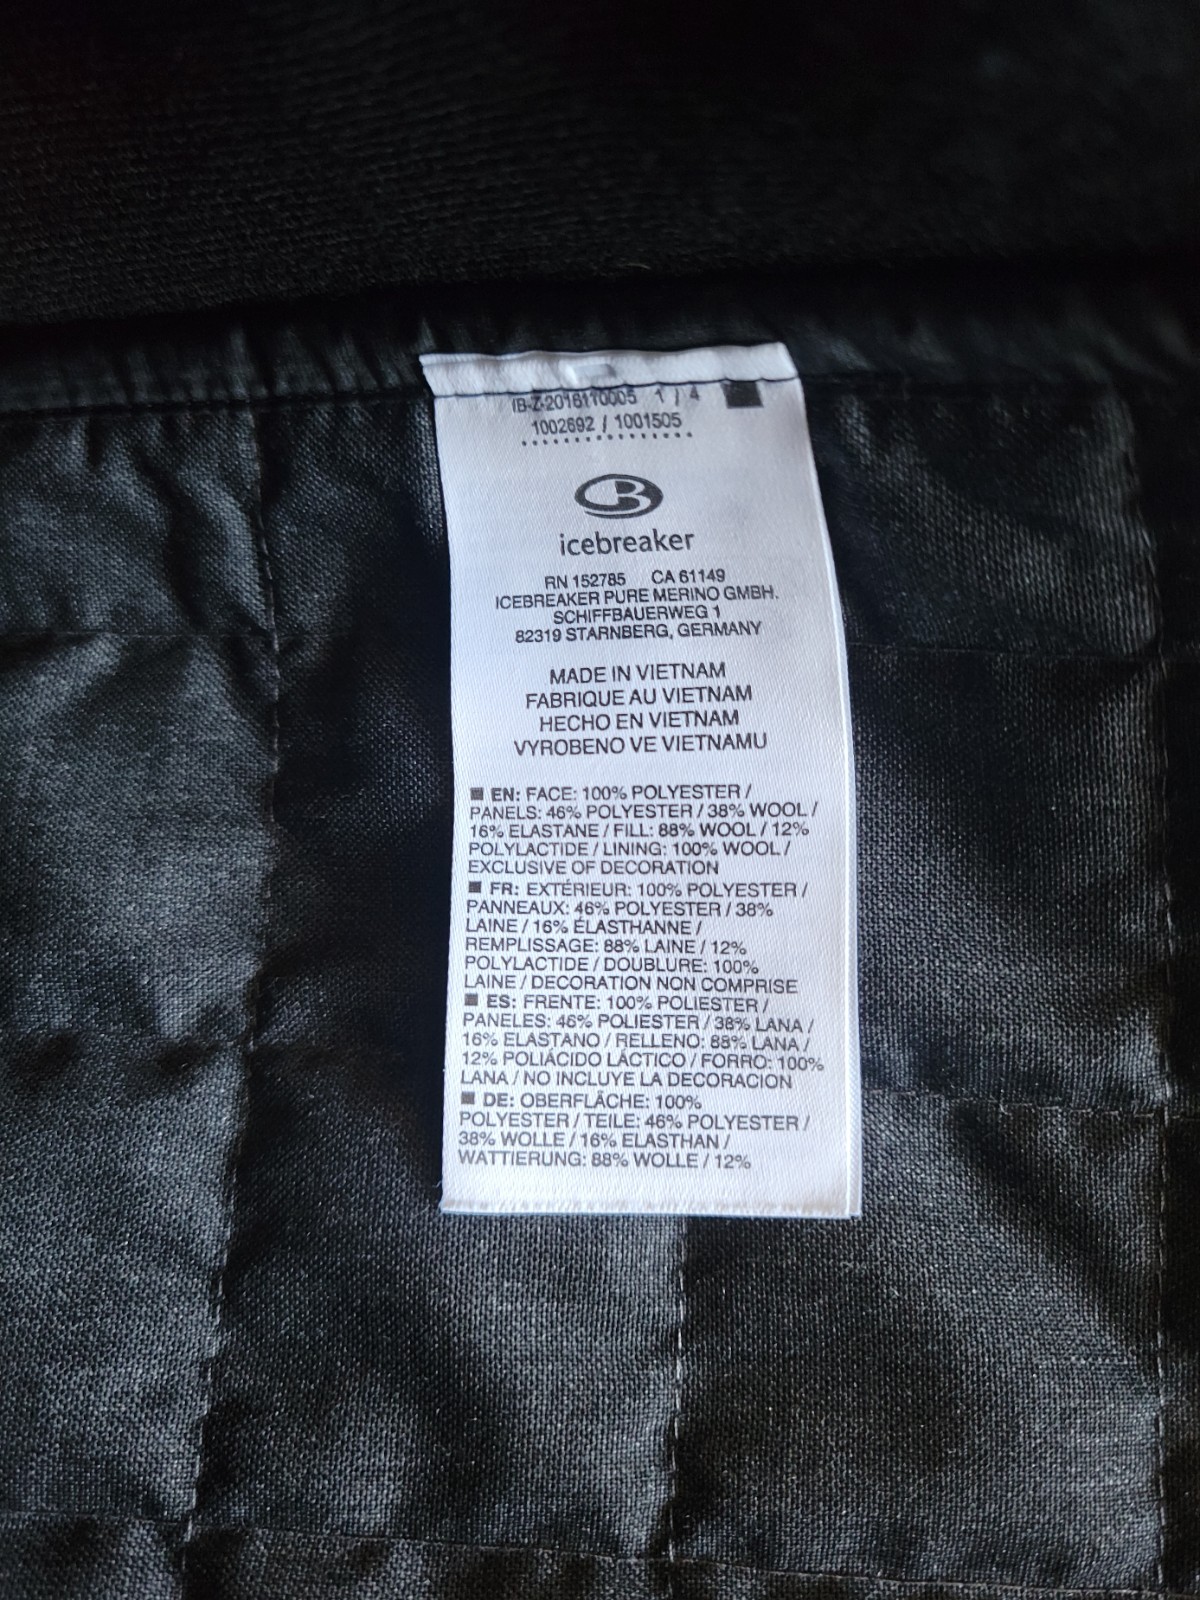 IB-Z-2016110005 1 / 4
1002692 / 1001505
icebreaker
RN 152785 CA 61149
ICEBREAKER PURE MERINO GMBH.
SCHIFFBAUERWEG 1
82319 STARNBERG, GERMANY
MADE IN VIETNAM
FABRIQUE AU VIETNAM
HECHO EN VIETNAM
VYROBENO VE VIETNAMU
■ EN: FACE: 100% POLYESTER /
PANELS: 46% POLYESTER / 38% WOOL /
16% ELASTANE / FILL: 88% WOOL / 12%
POLYLACTIDE / LINING: 100% WOOL /
EXCLUSIVE OF DECORATION
■ FR: EXTÉRIEUR: 100% POLYESTER /
PANNEAUX: 46% POLYESTER / 38%
LAINE / 16% ÉLASTHANNE /
REMPLISSAGE: 88% LAINE / 12%
POLYLACTIDE / DOUBLURE: 100%
LAINE / DECORATION NON COMPRISE
■ ES: FRENTE: 100% POLIESTER /
PANELES: 46% POLIESTER / 38% LANA /
16% ELASTANO / RELLENO: 88% LANA /
12% POLIÁCIDO LÁCTICO / FORRO: 100%
LANA / NO INCLUYE LA DECORACION
■ DE: OBERFLÄCHE: 100%
POLYESTER / TEILE: 46% POLYESTER /
38% WOLLE / 16% ELASTHAN /
WATTIERUNG: 88% WOLLE / 12%